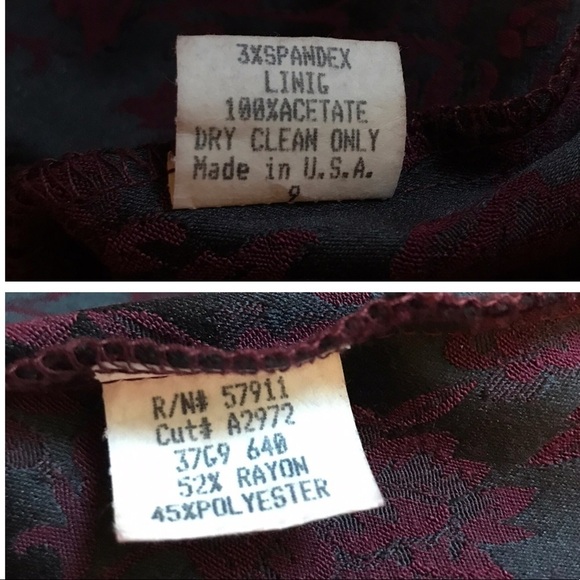 3%SPANDEX
LINIG
100%ACETATE
DRY CLEAN ONLY
Made in U.S.A.
9
R/N# 57911
Cut# A2972
37G9 640
52% RAYON
45%POLYESTER